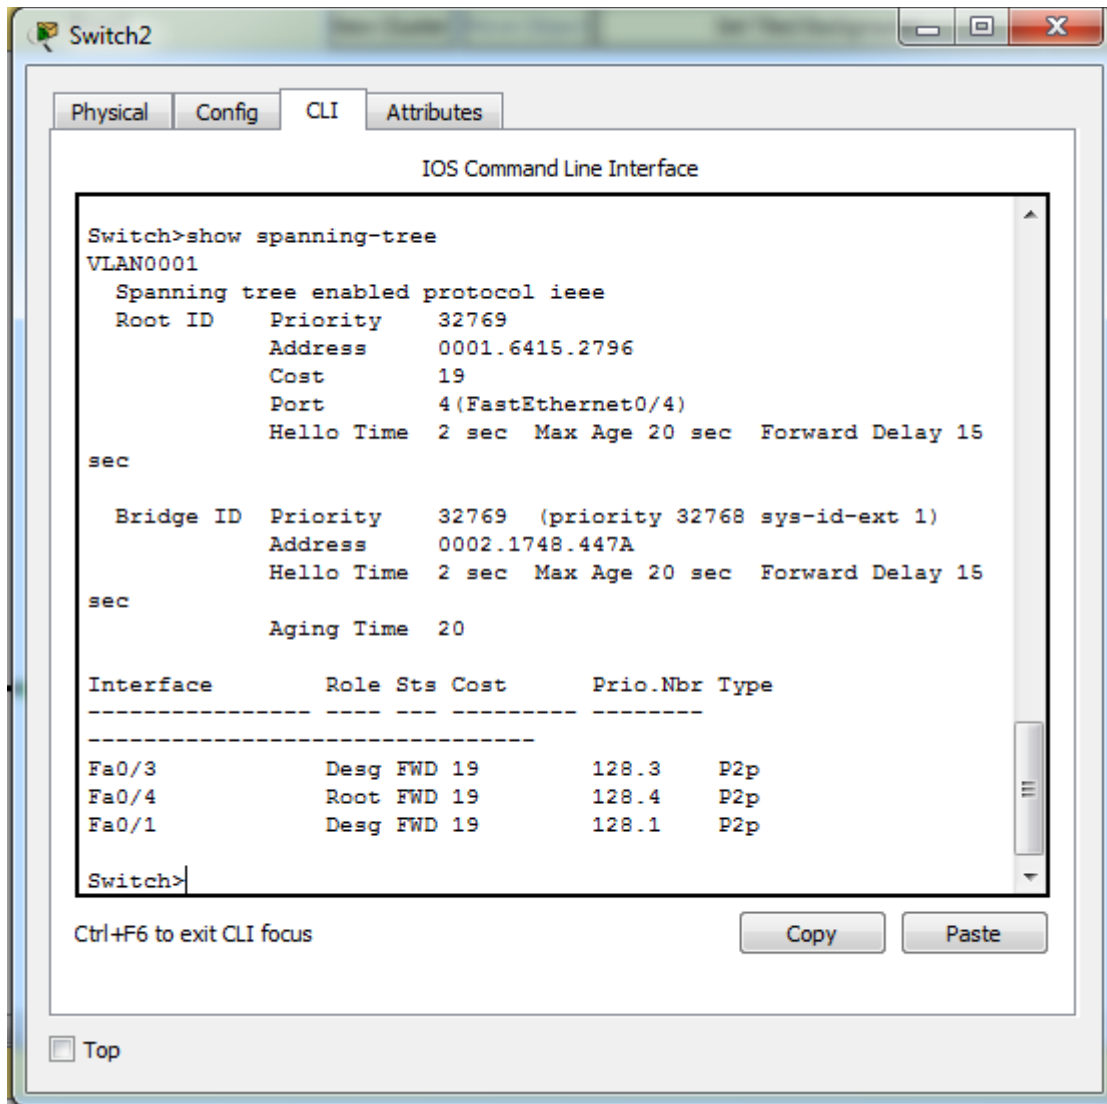 Switch2
Physical Config CLI Attributes
IOS Command Line Interface
Switch>show spanning-tree
VLAN0001
  Spanning tree enabled protocol ieee
  Root ID    Priority    32769
             Address     0001.6415.2796
             Cost        19
             Port        4(FastEthernet0/4)
             Hello Time  2 sec  Max Age 20 sec  Forward Delay 15
sec
  Bridge ID  Priority    32769  (priority 32768 sys-id-ext 1)
             Address     0002.1748.447A
             Hello Time  2 sec  Max Age 20 sec  Forward Delay 15
sec
             Aging Time  20
Interface        Role Sts Cost      Prio.Nbr Type
---------------- ---- --- --------- --------
--------------------------------
Fa0/3            Desg FWD 19        128.3    P2p
Fa0/4            Root FWD 19        128.4    P2p
Fa0/1            Desg FWD 19        128.1    P2p
Switch>
Ctrl+F6 to exit CLI focus
Copy Paste
Top